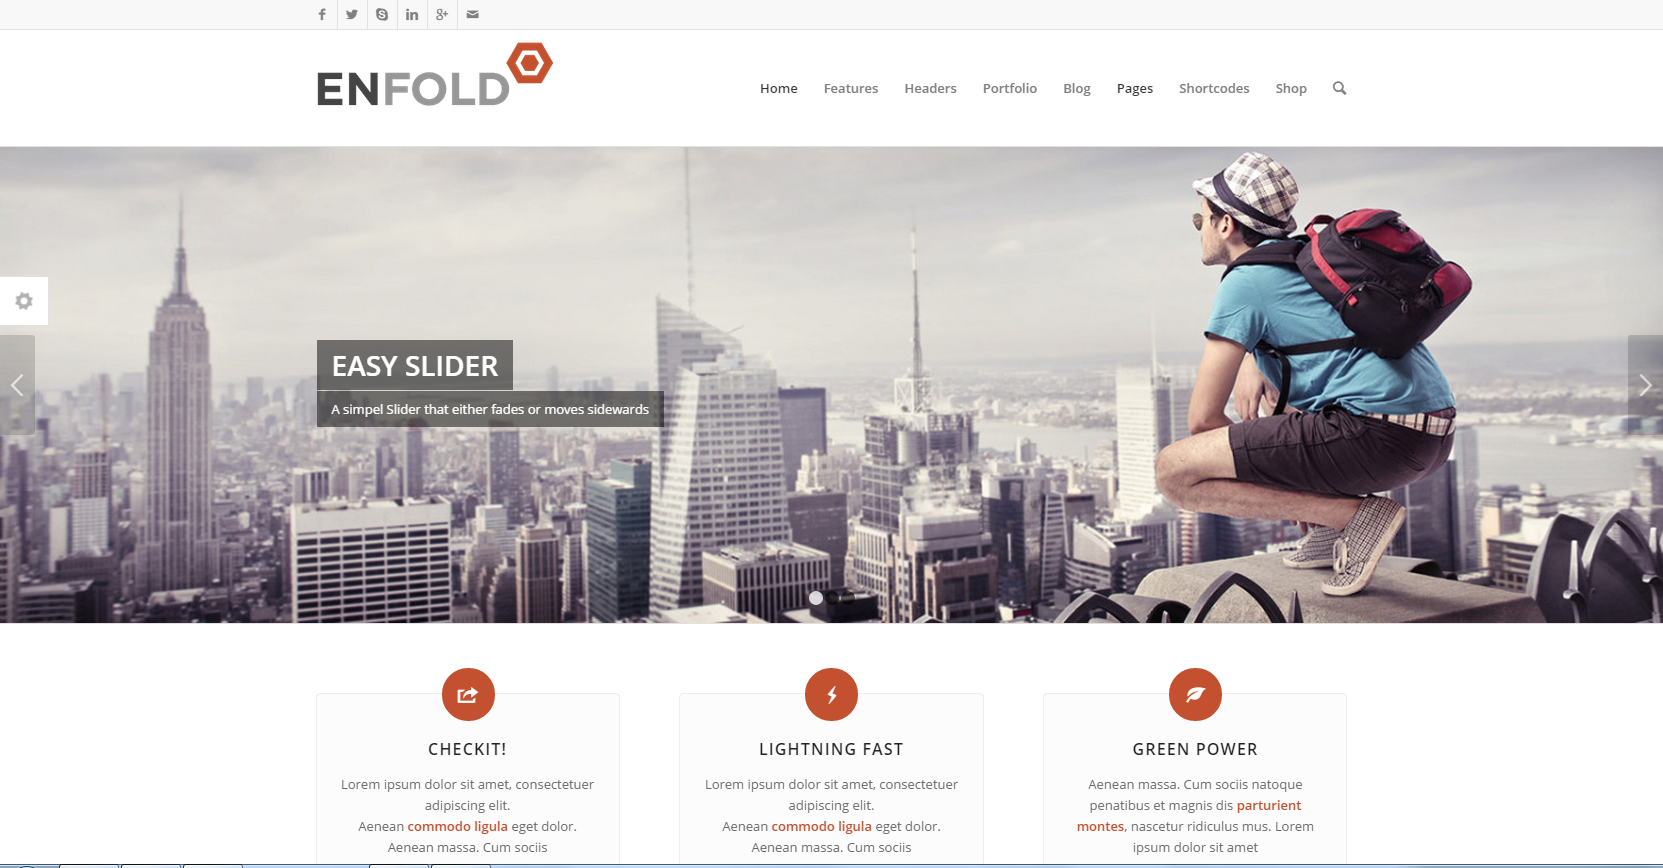 ENFOLD
Home Features Headers Portfolio Blog Pages Shortcodes Shop
EASY SLIDER
A simpel Slider that either fades or moves sidewards
CHECKIT!
Lorem ipsum dolor sit amet, consectetuer
adipiscing elit.
Aenean commodo ligula eget dolor.
Aenean massa. Cum sociis
LIGHTNING FAST
Lorem ipsum dolor sit amet, consectetuer
adipiscing elit.
Aenean commodo ligula eget dolor.
Aenean massa. Cum sociis
GREEN POWER
Aenean massa. Cum sociis natoque
penatibus et magnis dis parturient
montes, nascetur ridiculus mus. Lorem
ipsum dolor sit amet